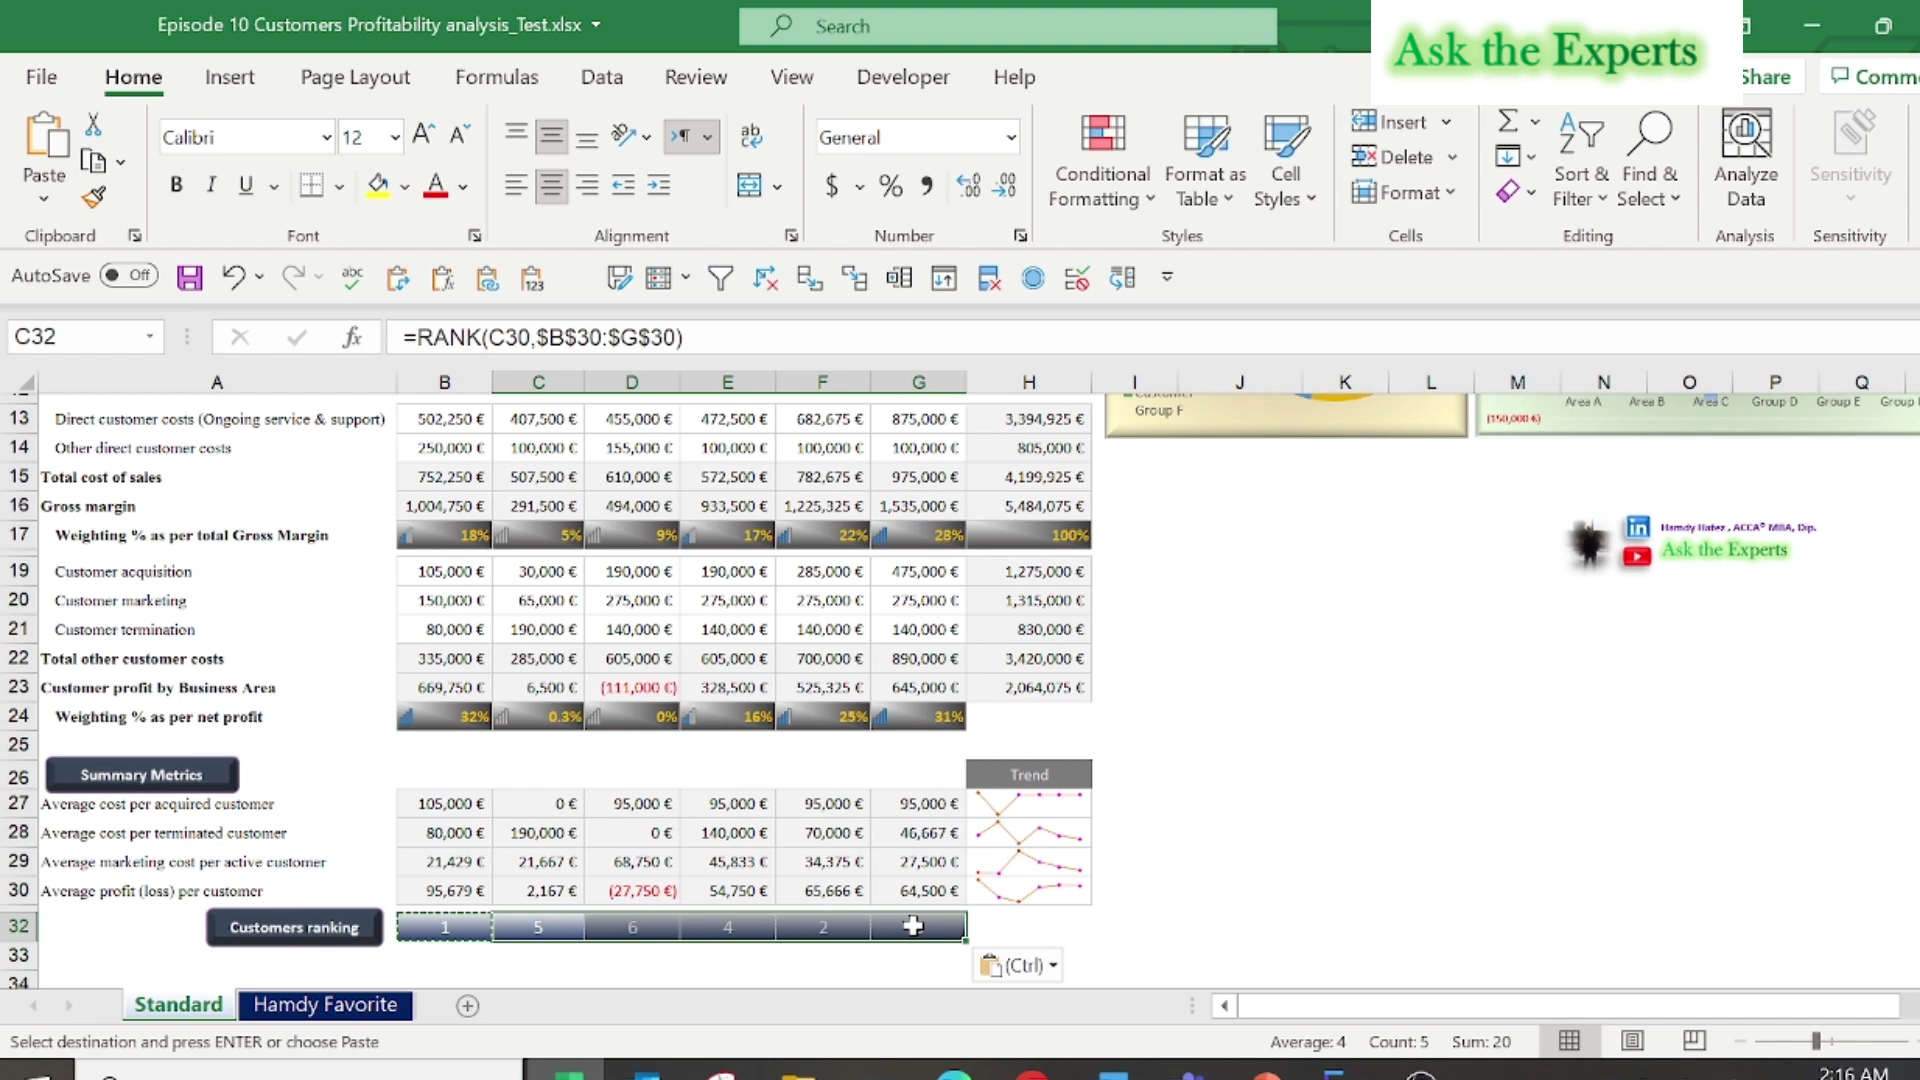 Episode 10 Customers Profitability analysis_Test.xlsx
Search
Ask the Experts
File Home Insert Page Layout Formulas Data Review View Developer Help
Share Comme
Paste
Calibri 12
B I U
ab
General
$ %
Conditional Formatting
Format as Table
Cell Styles
Insert
Delete
Format
Sort & Filter
Find & Select
Analyze Data
Sensitivity
Clipboard Font Alignment Number Styles Cells Editing Analysis Sensitivity
AutoSave Off
C32 fx =RANK(C30,$B$30:$G$30)
A B C D E F G H I J K L M N O P Q
Group F
(150,000 €)
Area A Area B Area C Group D Group E Group
13 Direct customer costs (Ongoing service & support) 502,250 € 407,500 € 455,000 € 472,500 € 682,675 € 875,000 € 3,394,925 €
14 Other direct customer costs 250,000 € 100,000 € 155,000 € 100,000 € 100,000 € 100,000 € 805,000 €
15 Total cost of sales 752,250 € 507,500 € 610,000 € 572,500 € 782,675 € 975,000 € 4,199,925 €
16 Gross margin 1,004,750 € 291,500 € 494,000 € 933,500 € 1,225,325 € 1,535,000 € 5,484,075 €
17 Weighting % as per total Gross Margin 18% 5% 9% 17% 22% 28% 100%
Hamdy Hafez , ACCA® MBA, Dip.
Ask the Experts
19 Customer acquisition 105,000 € 30,000 € 190,000 € 190,000 € 285,000 € 475,000 € 1,275,000 €
20 Customer marketing 150,000 € 65,000 € 275,000 € 275,000 € 275,000 € 275,000 € 1,315,000 €
21 Customer termination 80,000 € 190,000 € 140,000 € 140,000 € 140,000 € 140,000 € 830,000 €
22 Total other customer costs 335,000 € 285,000 € 605,000 € 605,000 € 700,000 € 890,000 € 3,420,000 €
23 Customer profit by Business Area 669,750 € 6,500 € (111,000 €) 328,500 € 525,325 € 645,000 € 2,064,075 €
24 Weighting % as per net profit 32% 0.3% 0% 16% 25% 31%
25
26 Summary Metrics Trend
27 Average cost per acquired customer 105,000 € 0 € 95,000 € 95,000 € 95,000 € 95,000 €
28 Average cost per terminated customer 80,000 € 190,000 € 0 € 140,000 € 70,000 € 46,667 €
29 Average marketing cost per active customer 21,429 € 21,667 € 68,750 € 45,833 € 34,375 € 27,500 €
30 Average profit (loss) per customer 95,679 € 2,167 € (27,750 €) 54,750 € 65,666 € 64,500 €
32 Customers ranking 1 5 6 4 2
33
(Ctrl)
34
Standard Hamdy Favorite
Select destination and press ENTER or choose Paste
Average: 4 Count: 5 Sum: 20
2:16 AM